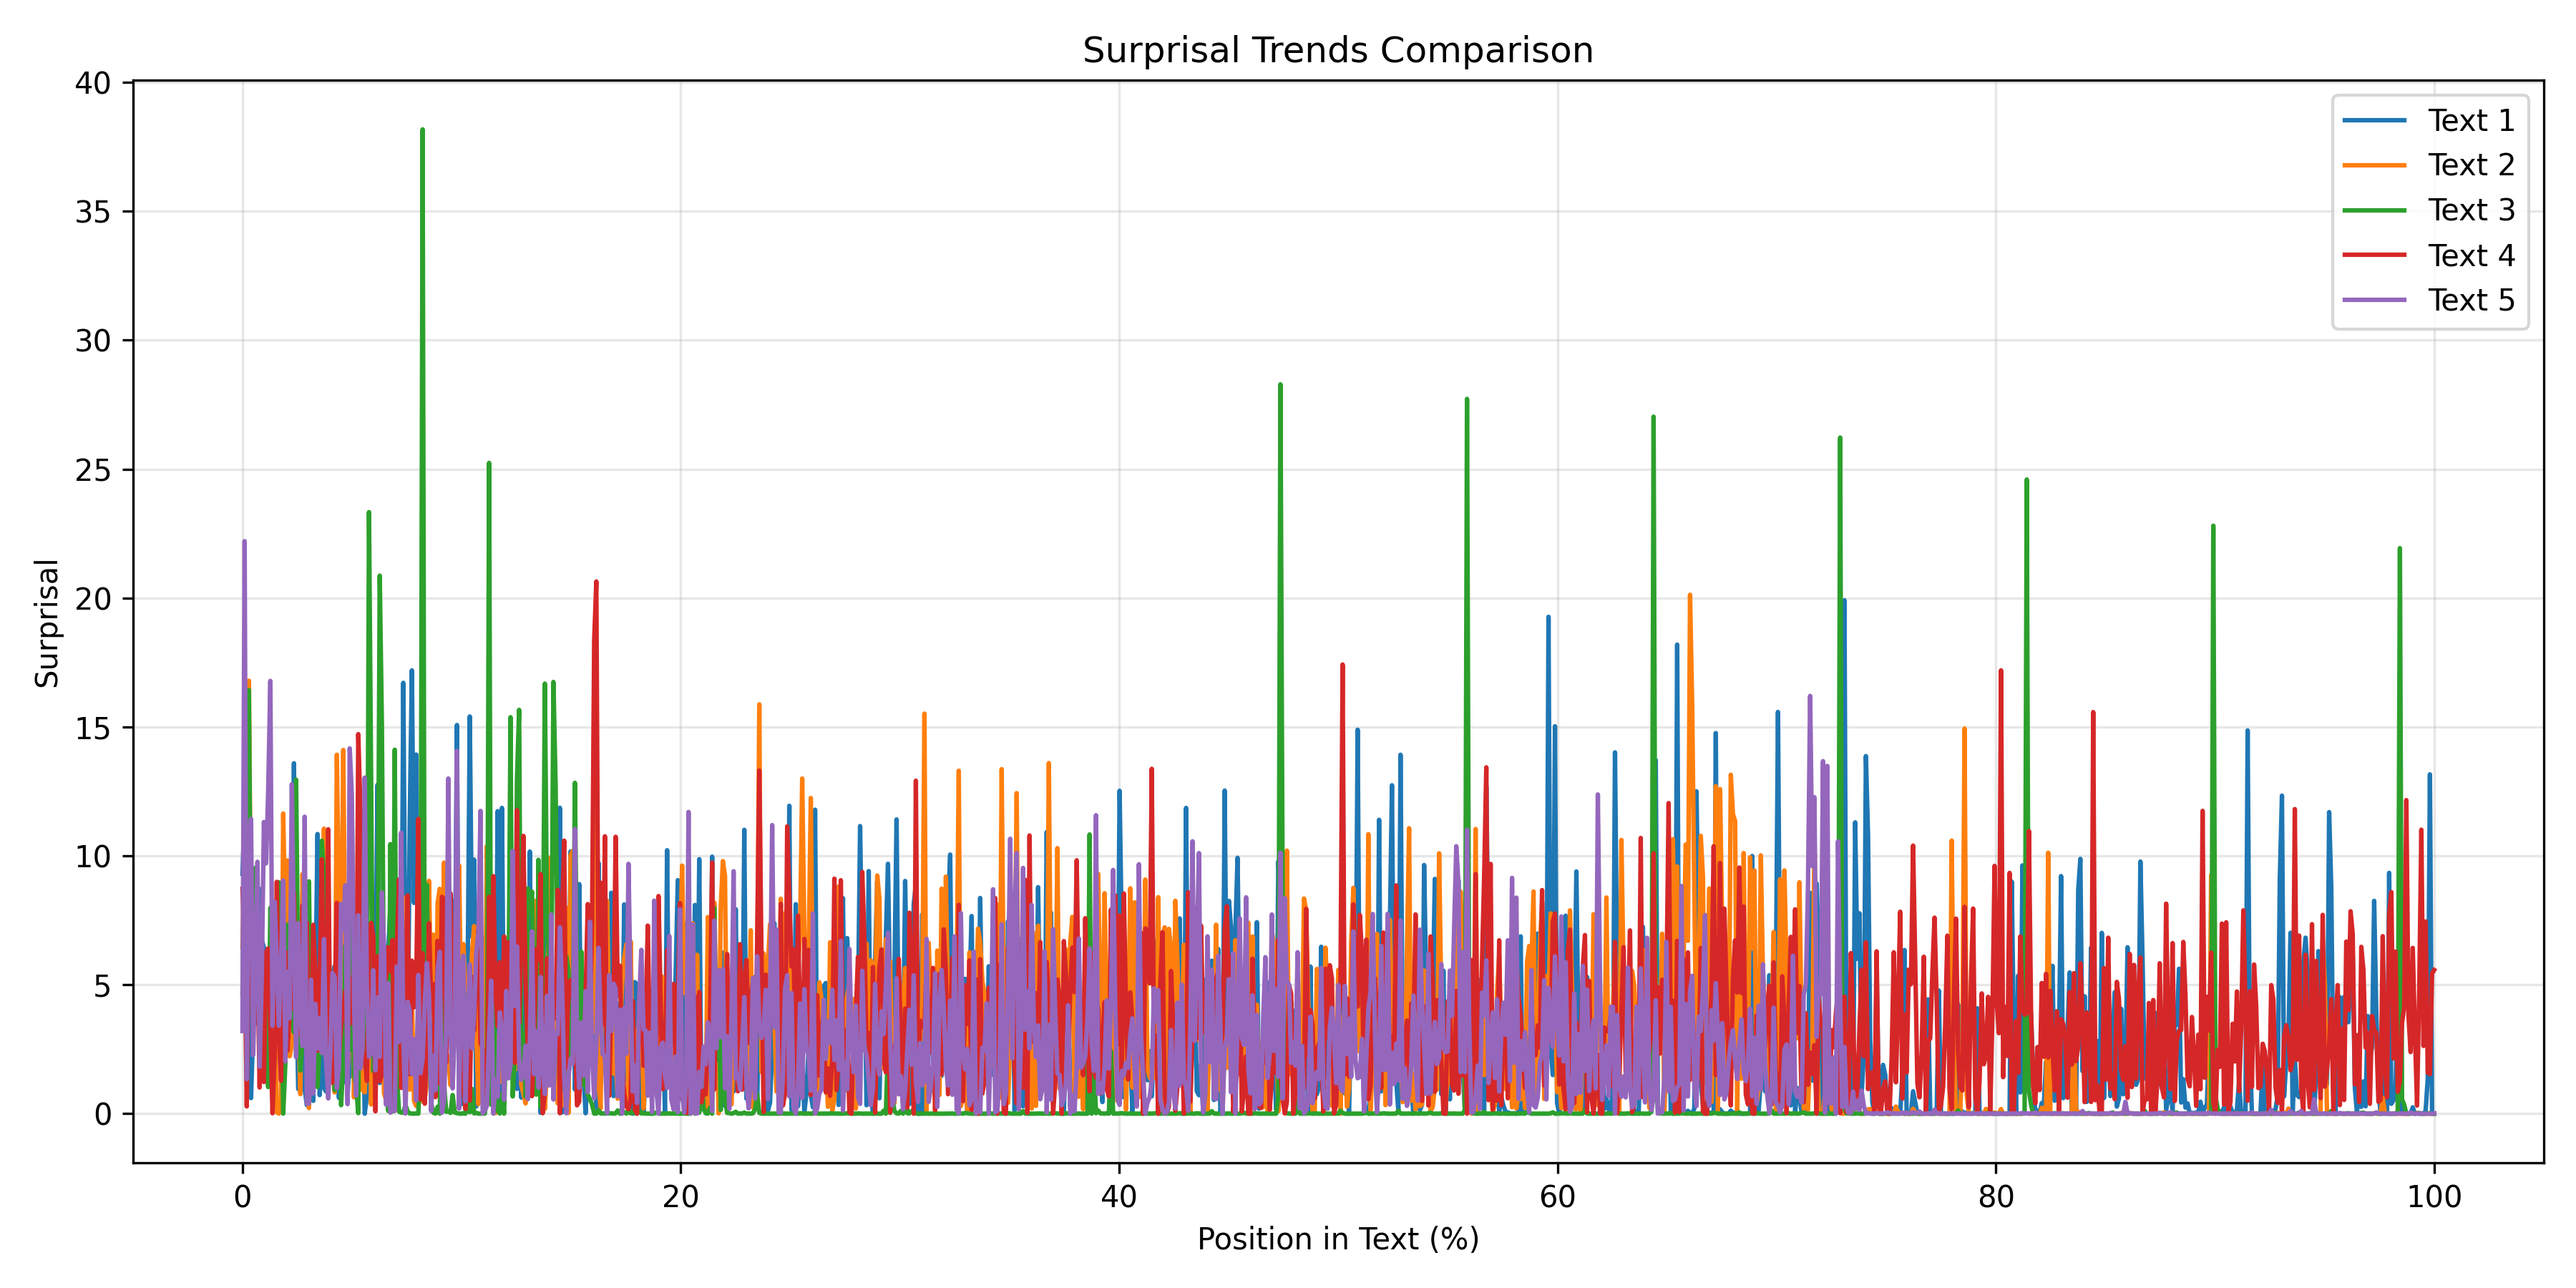 Surprisal Trends Comparison
40
35
30
25
20
15
10
5
0
Surprisal
Text 1
Text 2
Text 3
Text 4
Text 5
0 20 40 60 80 100
Position in Text (%)